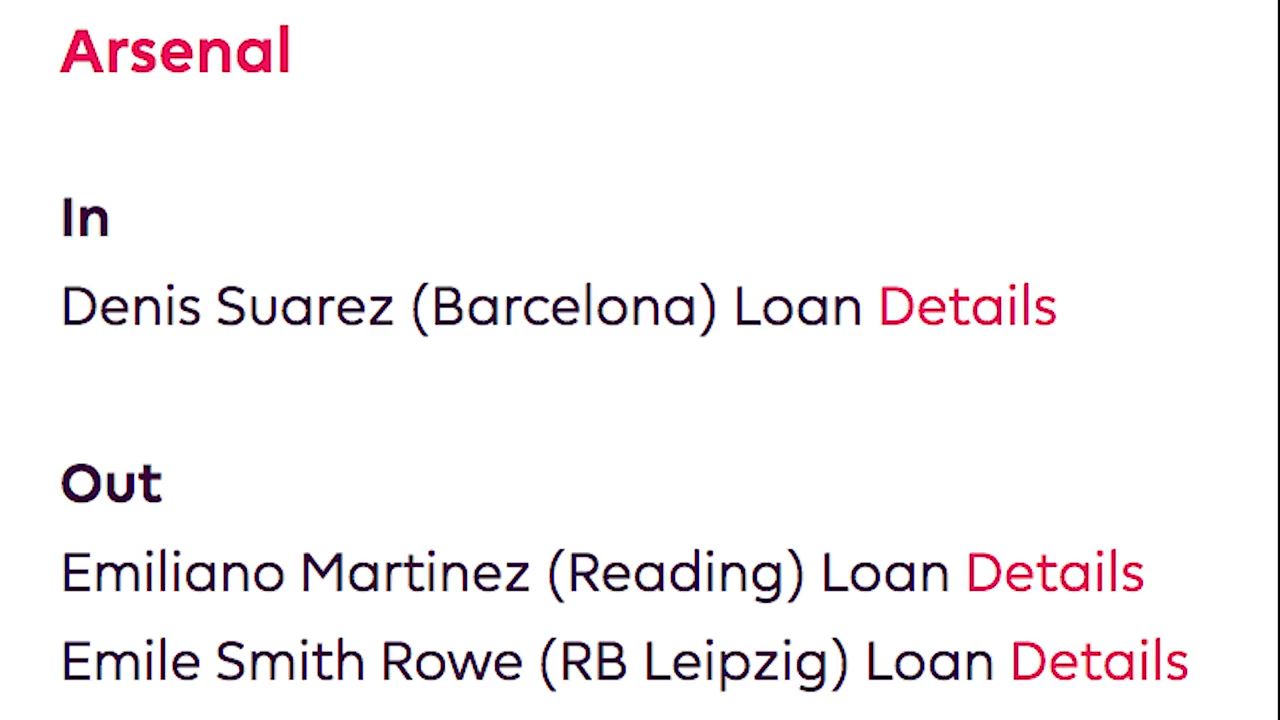 Arsenal
In
Denis Suarez (Barcelona) Loan Details
Out
Emiliano Martinez (Reading) Loan Details
Emile Smith Rowe (RB Leipzig) Loan Details